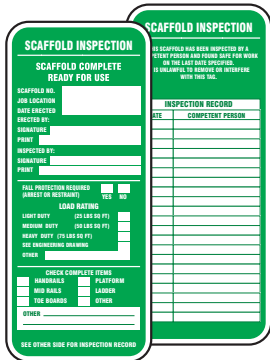 SCAFFOLD INSPECTION
SCAFFOLD COMPLETE
READY FOR USE
SCAFFOLD NO.
JOB LOCATION
DATE ERECTED
ERECTED BY:
SIGNATURE
PRINT
INSPECTED BY:
SIGNATURE
PRINT
FALL PROTECTION REQUIRED
(ARREST OR RESTRAINT) YES NO
LOAD RATING
LIGHT DUTY (25 LBS SQ FT)
MEDIUM DUTY (50 LBS SQ FT)
HEAVY DUTY (75 LBS SQ FT)
SEE ENGINEERING DRAWING
OTHER
CHECK COMPLETE ITEMS
HANDRAILS PLATFORM
MID RAILS LADDER
TOE BOARDS OTHER
OTHER
SEE OTHER SIDE FOR INSPECTION RECORD
SCAFFOLD INSPECTION
SCAFFOLD HAS BEEN INSPECTED BY A
PERSON AND FOUND SAFE FOR WORK
ON THE LAST DATE SPECIFIED.
IS UNLAWFUL TO REMOVE OR INTERFERE
WITH THIS TAG.
INSPECTION RECORD
COMPETENT PERSON